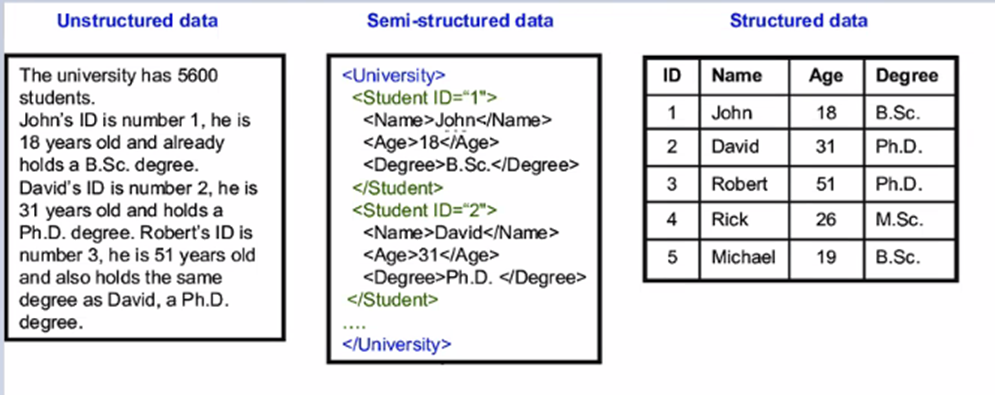 Unstructured data
The university has 5600
students.
John's ID is number 1, he is
18 years old and already
holds a B.Sc. degree.
David's ID is number 2, he is
31 years old and holds a
Ph.D. degree. Robert's ID is
number 3, he is 51 years old
and also holds the same
degree as David, a Ph.D.
degree.
Semi-structured data
<University>
<Student ID=“1">
<Name>John</Name>
<Age>18</Age>
<Degree>B.Sc.</Degree>
</Student>
<Student ID=“2">
<Name>David</Name>
<Age>31</Age>
<Degree>Ph.D. </Degree>
</Student>
....
</University>
Structured data
ID Name Age Degree
1 John 18 B.Sc.
2 David 31 Ph.D.
3 Robert 51 Ph.D.
4 Rick 26 M.Sc.
5 Michael 19 B.Sc.